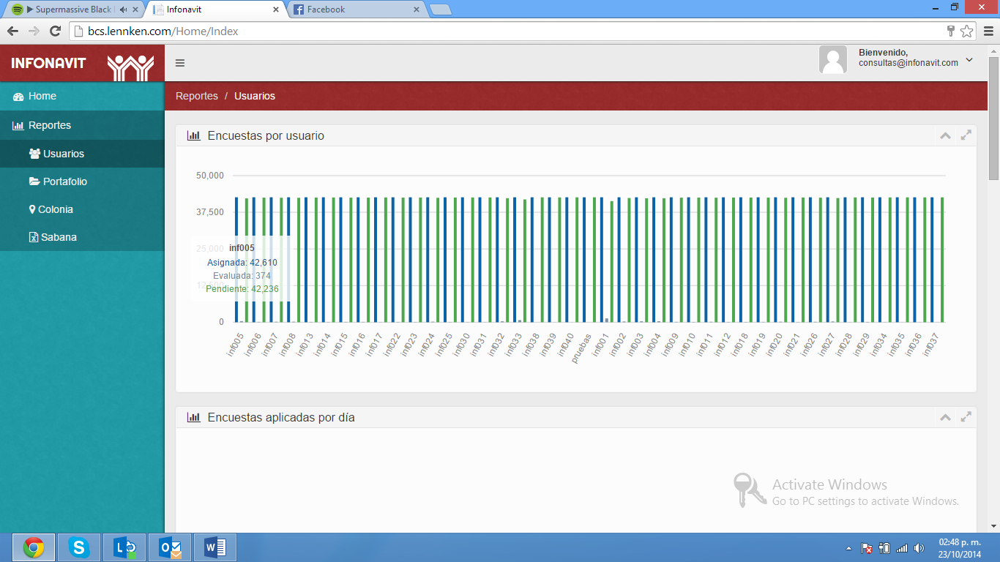 Supermassive Black
Infonavit
Facebook
bcs.lennken.com/Home/Index
INFONAVIT
Bienvenido,
consultas@infonavit.com
Home
Reportes
Usuarios
Portafolio
Colonia
Sabana
Reportes / Usuarios
Encuestas por usuario
50,000
37,500
25,000
12,500
0
inf005
Asignada: 42,610
Evaluada: 374
Pendiente: 42,236
inf005
inf006
inf007
inf008
inf013
inf014
inf015
inf016
inf017
inf022
inf023
inf024
inf025
inf030
inf031
inf032
inf033
inf038
inf039
inf040
pruebas
inf001
inf002
inf003
inf004
inf009
inf010
inf011
inf012
inf018
inf019
inf020
inf021
inf026
inf027
inf028
inf029
inf034
inf035
inf036
inf037
Encuestas aplicadas por día
Activate Windows
Go to PC settings to activate Windows.
02:48 p. m.
23/10/2014